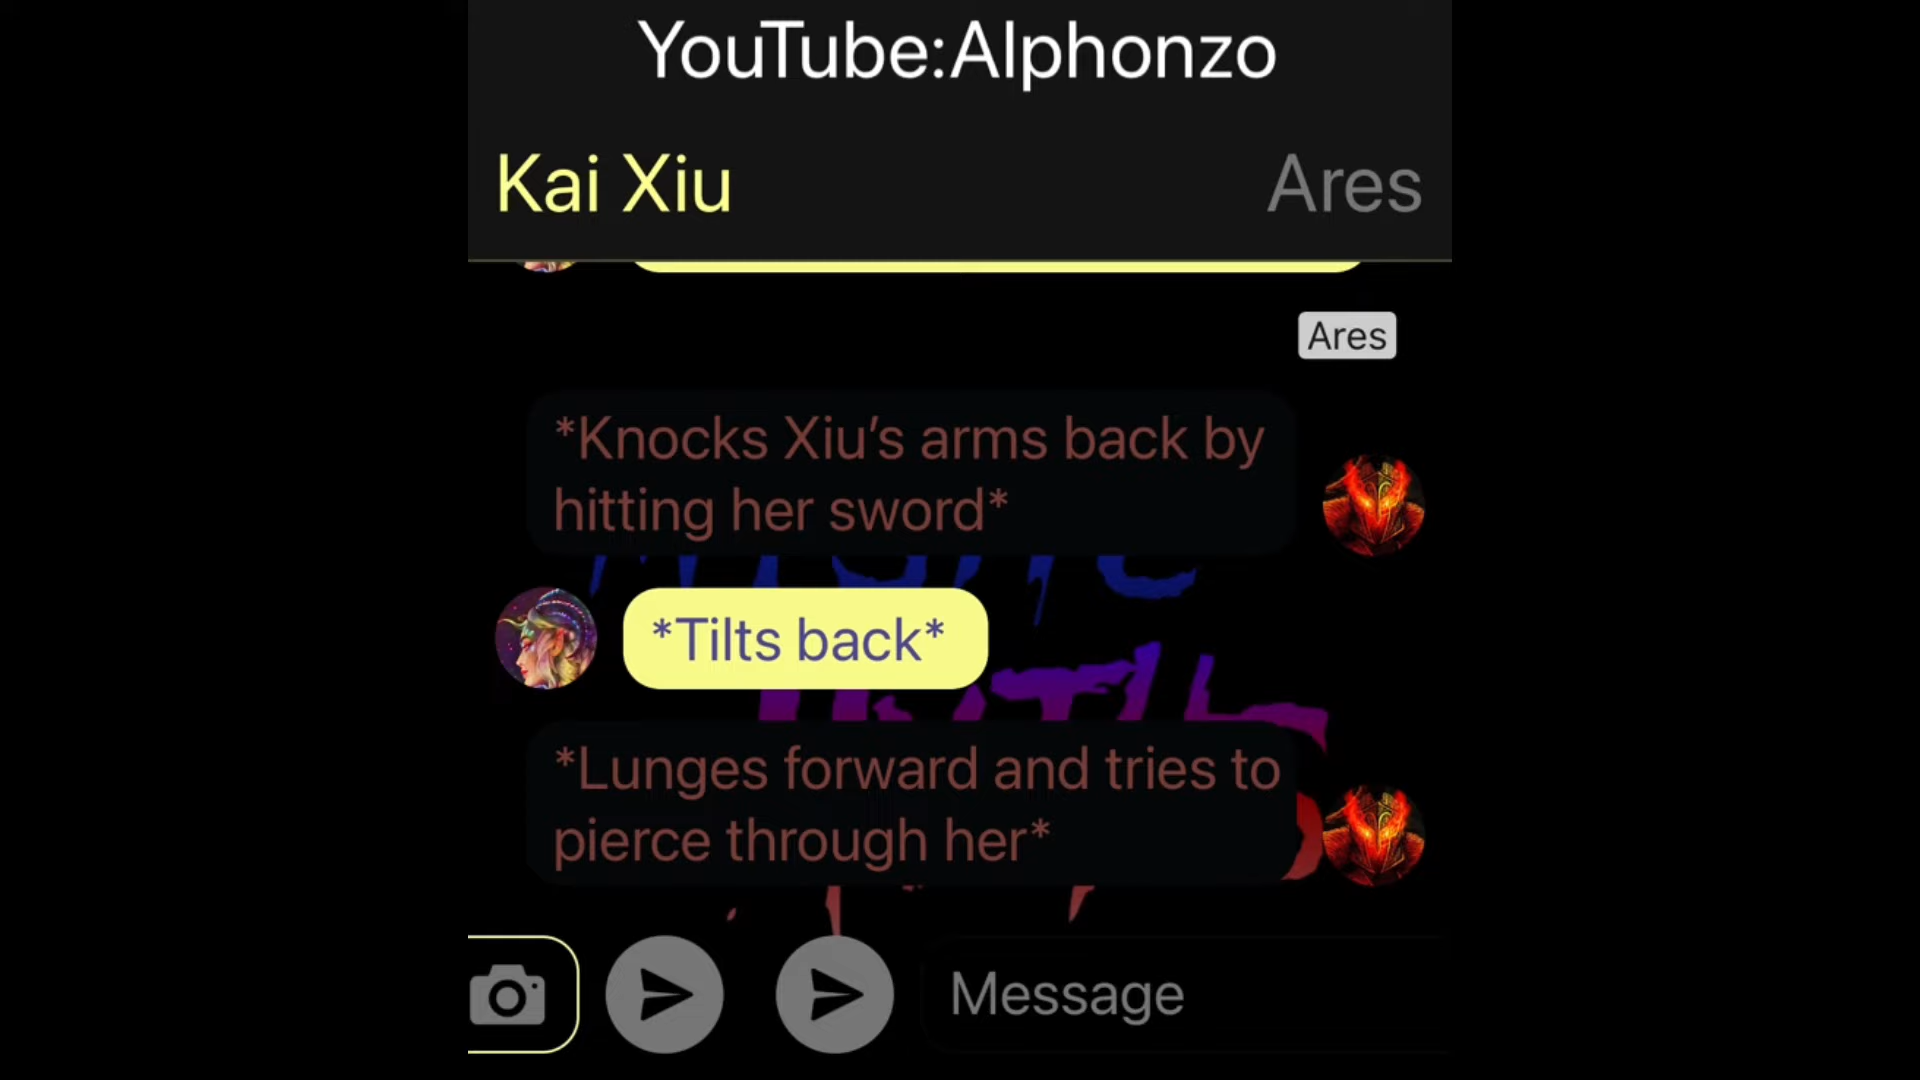 YouTube:Alphonzo
Kai Xiu
Ares
Ares
*Knocks Xiu’s arms back by
hitting her sword*
*Tilts back*
*Lunges forward and tries to
pierce through her*
Message